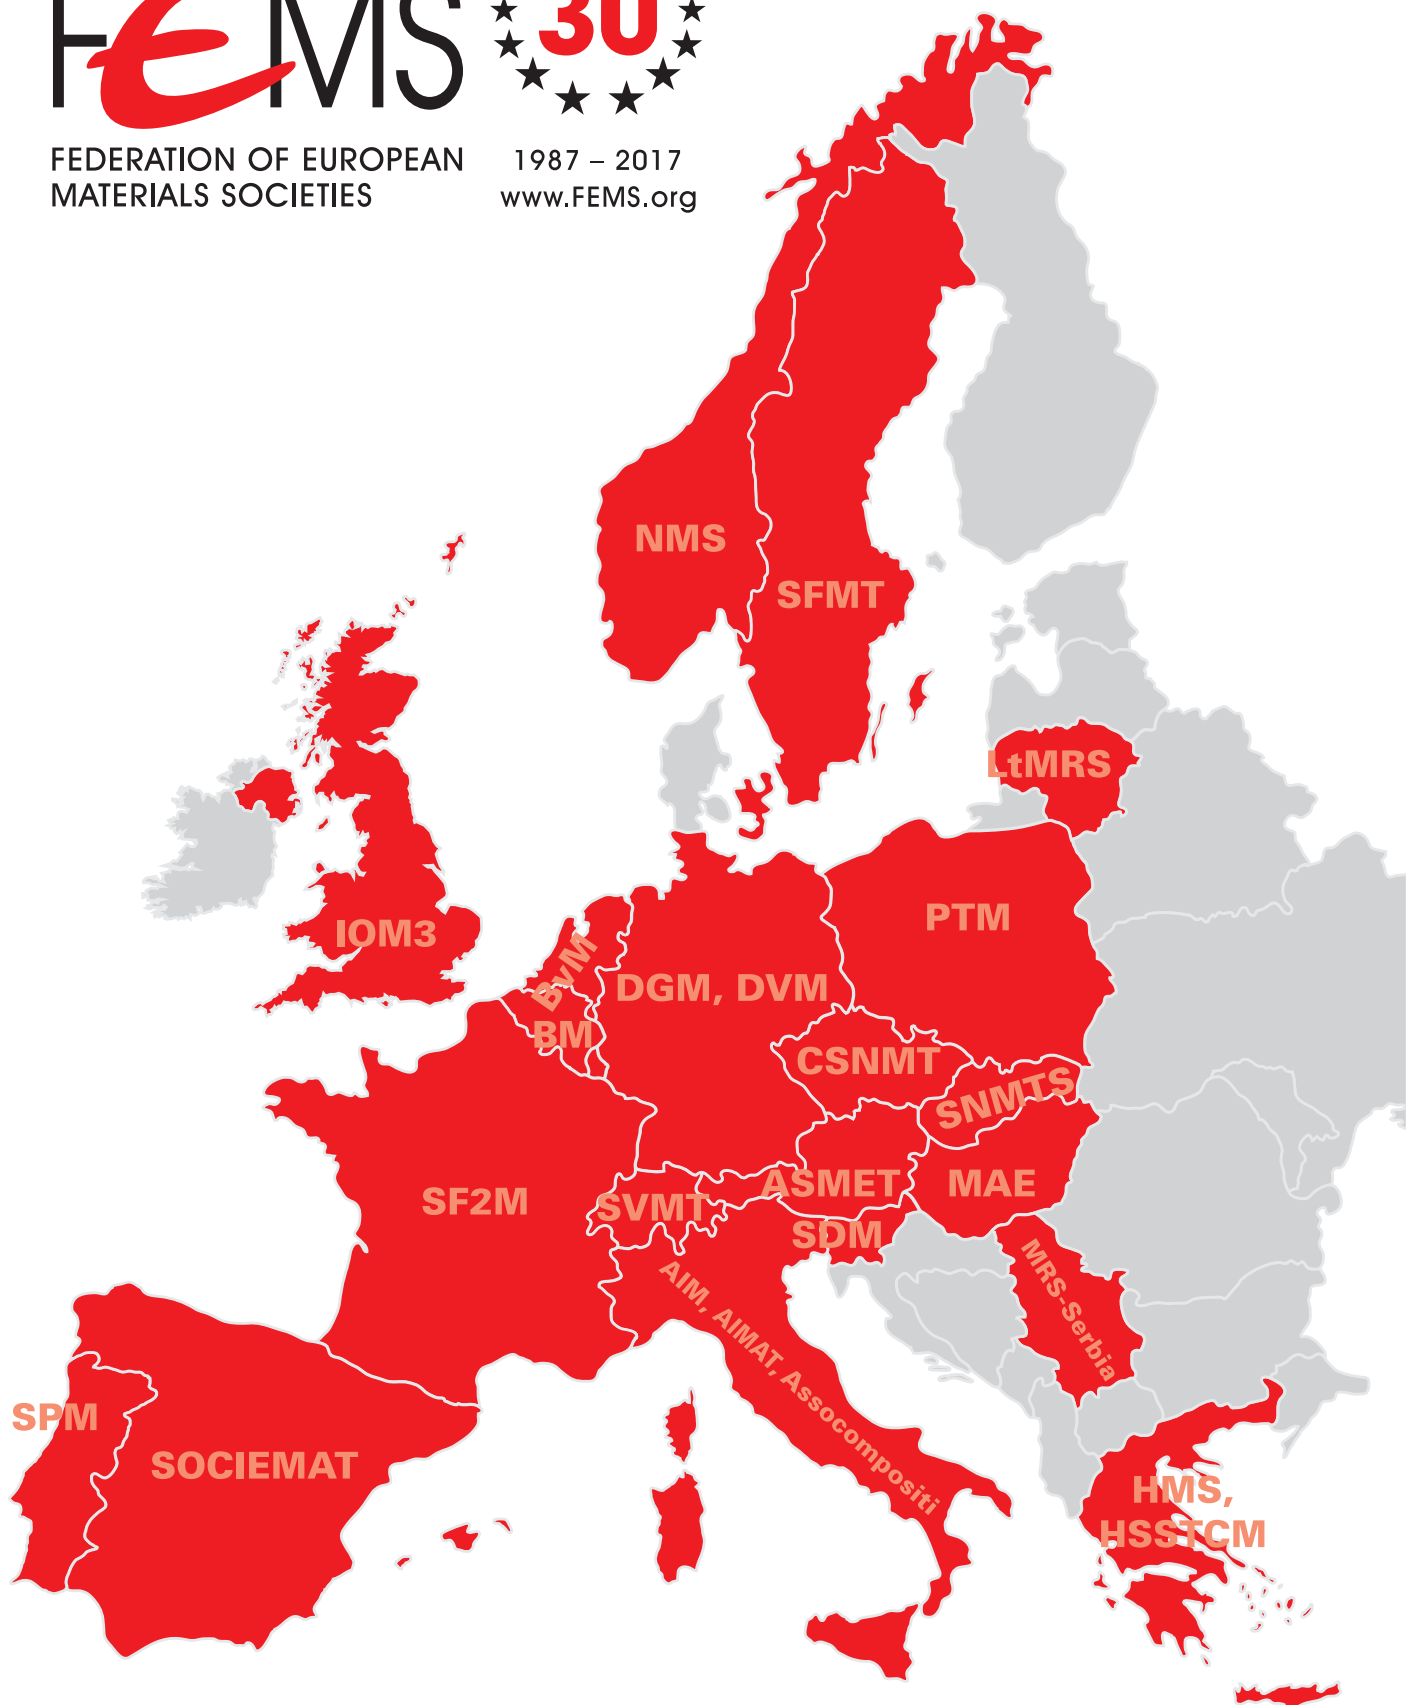 FEMS
30
FEDERATION OF EUROPEAN
MATERIALS SOCIETIES
1987 – 2017
www.FEMS.org
NMS
SFMT
LtMRS
IOM3
PTM
BvM
DGM, DVM
BM
CSNMT
SNMTS
ASMET
MAE
SF2M
SVMT
SDM
MRS-Serbia
AIM, AIMAT, Assocompositi
SPM
SOCIEMAT
HMS,
HSSTCM